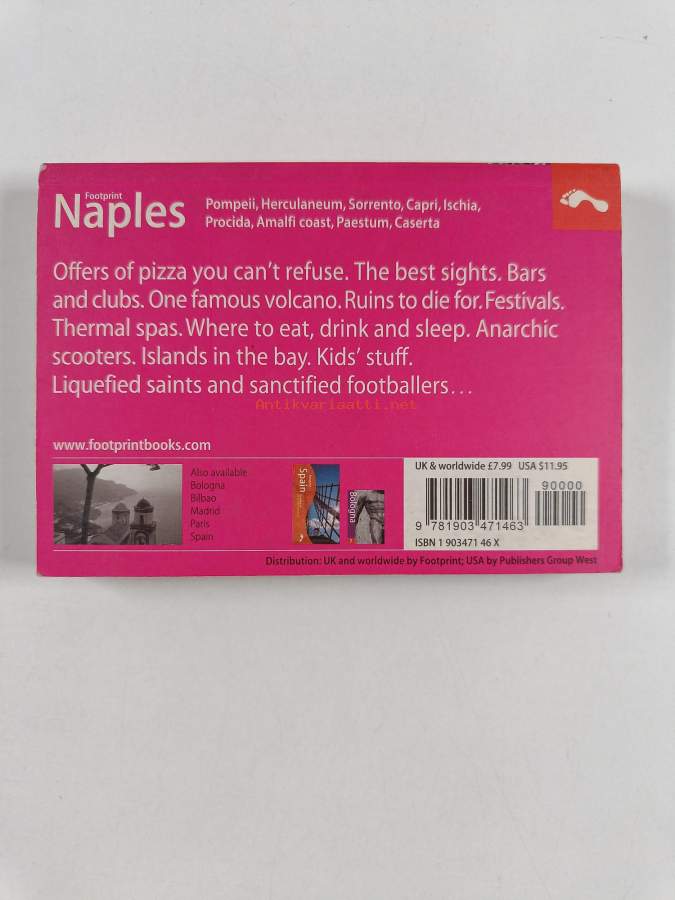 Footprint
Naples
Pompeii, Herculaneum, Sorrento, Capri, Ischia,
Procida, Amalfi coast, Paestum, Caserta
Offers of pizza you can't refuse. The best sights. Bars
and clubs. One famous volcano. Ruins to die for. Festivals.
Thermal spas. Where to eat, drink and sleep. Anarchic
scooters. Islands in the bay. Kids' stuff.
Liquefied saints and sanctified footballers...
Antikvariaatti.net
www.footprintbooks.com
Also available
Bologna
Bilbao
Madrid
Paris
Spain
Spain
Bologna
UK & worldwide £7.99 USA $11.95
90000
9 781903 471463
ISBN 1 903471 46 X
Distribution: UK and worldwide by Footprint; USA by Publishers Group West